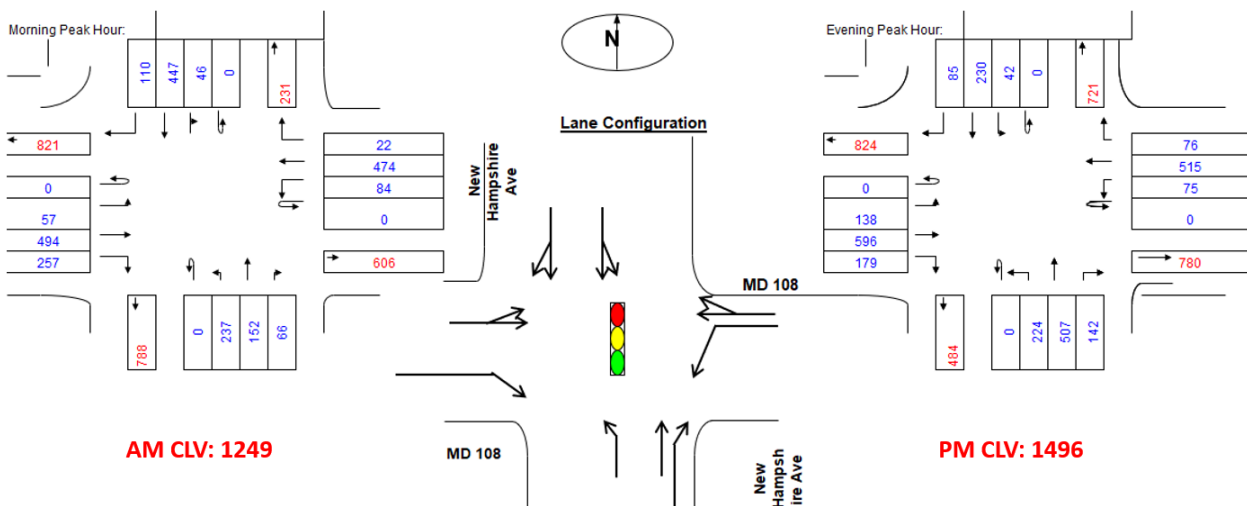 Morning Peak Hour:
110
447
46
0
231
821
0
57
494
257
22
474
84
0
606
788
0
237
152
66
AM CLV: 1249
N
Lane Configuration
New
Hampshire
Ave
MD 108
MD 108
New
Hampsh
ire Ave
Evening Peak Hour:
85
230
42
0
721
824
0
138
596
179
76
515
75
0
780
484
0
224
507
142
PM CLV: 1496